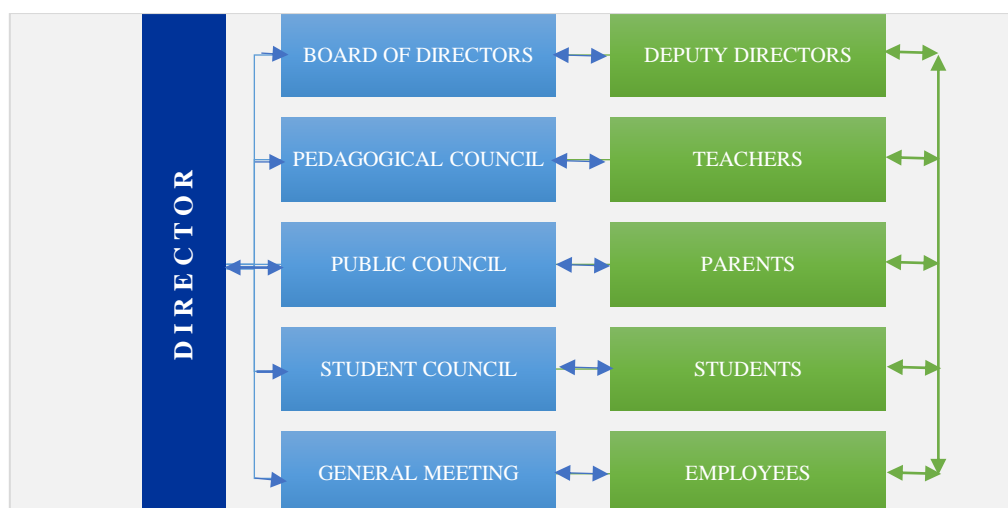 DIRECTOR
BOARD OF DIRECTORS
DEPUTY DIRECTORS
PEDAGOGICAL COUNCIL
TEACHERS
PUBLIC COUNCIL
PARENTS
STUDENT COUNCIL
STUDENTS
GENERAL MEETING
EMPLOYEES